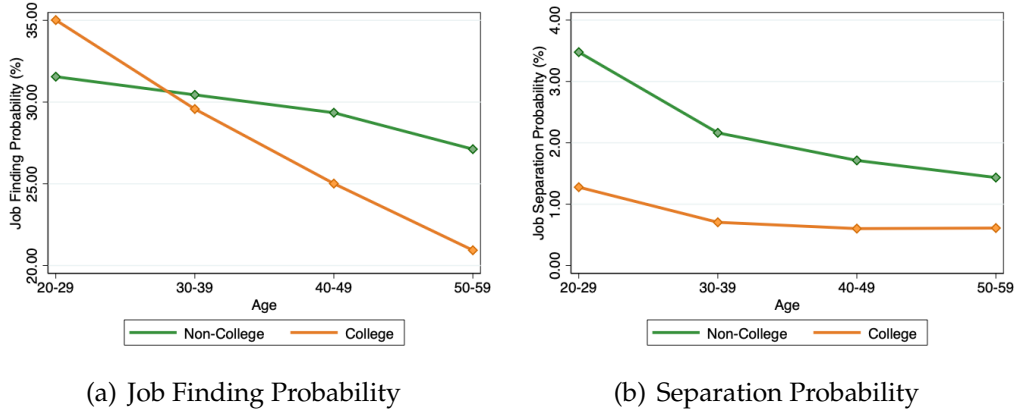 Job Finding Probability (%)
35.00
30.00
25.00
20.00
20-29
30-39
40-49
50-59
Age
Non-College
College
(a) Job Finding Probability
Job Separation Probability (%)
4.00
3.00
2.00
1.00
0.00
20-29
30-39
40-49
50-59
Age
Non-College
College
(b) Separation Probability